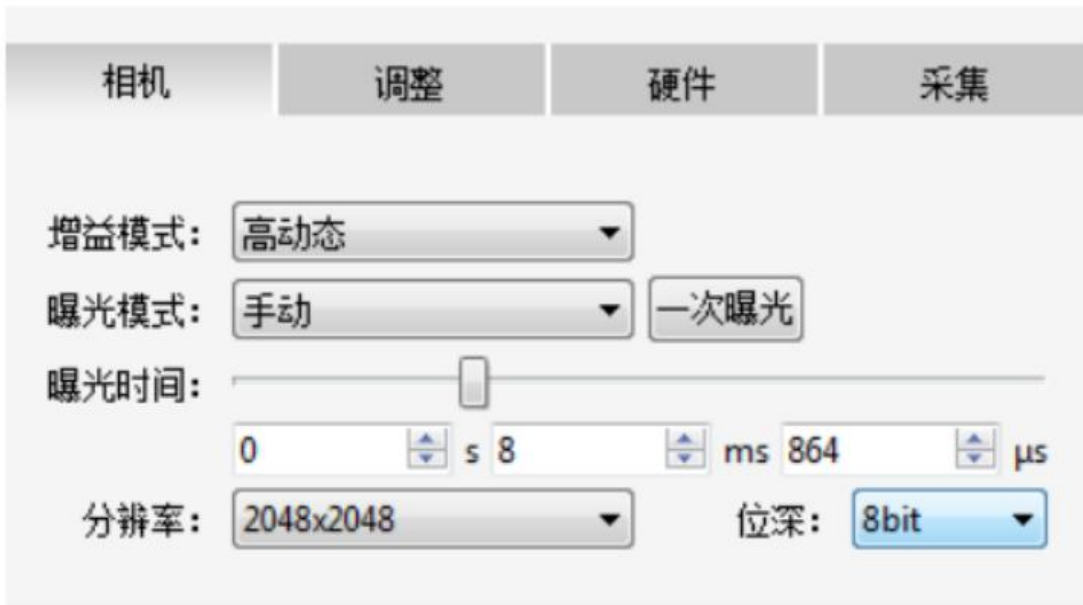 相机 调整 硬件 采集
增益模式: 高动态
曝光模式: 手动 一次曝光
曝光时间:
0 s 8 ms 864 µs
分辨率: 2048x2048 位深: 8bit